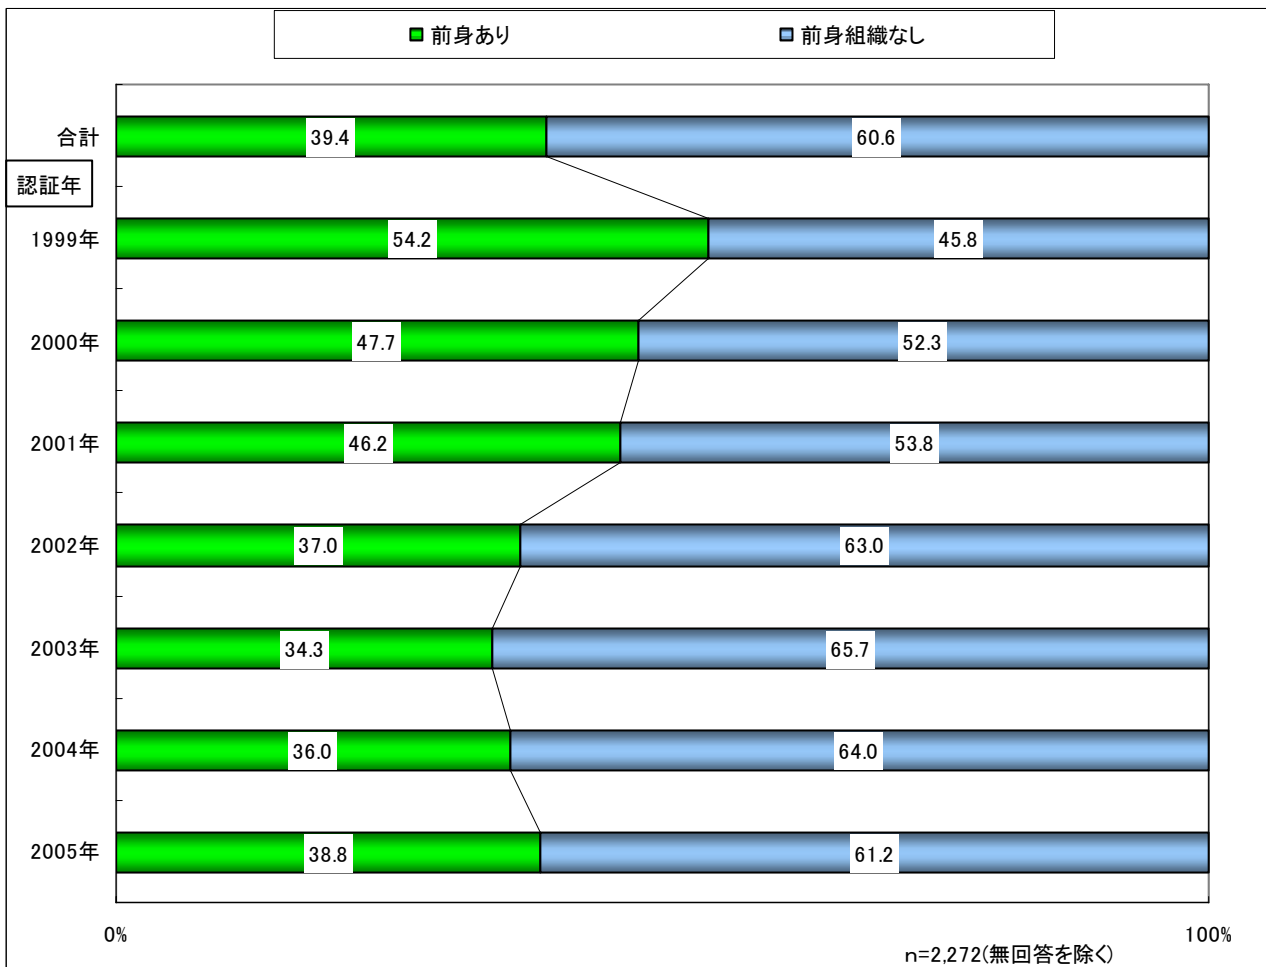 前身あり 前身組織なし
合計 39.4 60.6
認証年
1999年 54.2 45.8
2000年 47.7 52.3
2001年 46.2 53.8
2002年 37.0 63.0
2003年 34.3 65.7
2004年 36.0 64.0
2005年 38.8 61.2
0% 100%
n=2,272(無回答を除く)